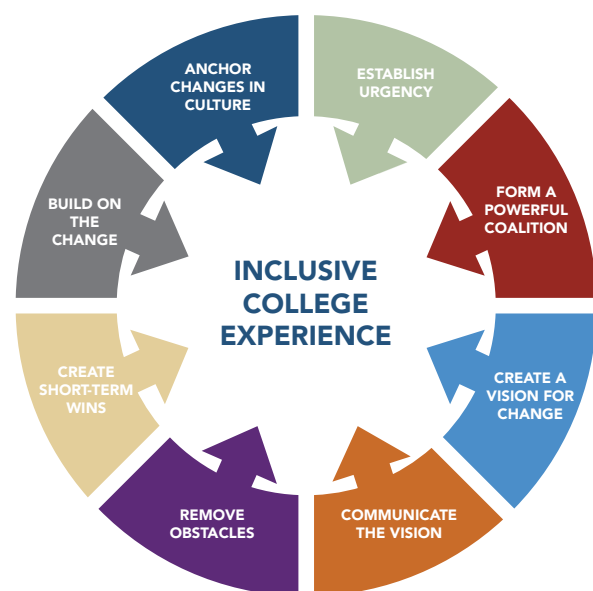 ESTABLISH
URGENCY
FORM A
POWERFUL
COALITION
CREATE A
VISION FOR
CHANGE
COMMUNICATE
THE VISION
REMOVE
OBSTACLES
CREATE
SHORT-TERM
WINS
BUILD ON
THE
CHANGE
ANCHOR
CHANGES IN
CULTURE
INCLUSIVE
COLLEGE
EXPERIENCE